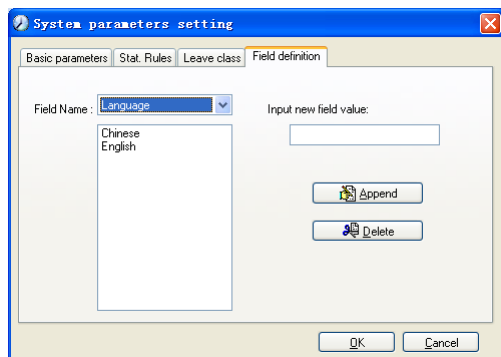 System parameters setting
Basic parameters Stat. Rules Leave class Field definition
Field Name : Language
Input new field value:
Chinese
English
Append
Delete
OK Cancel